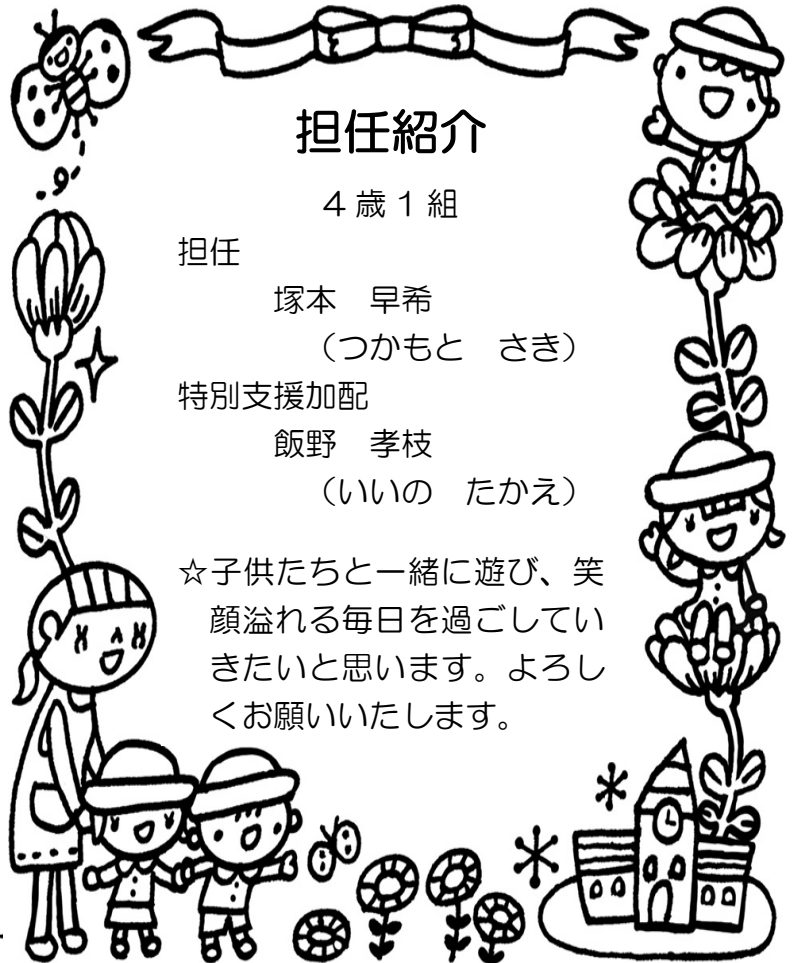 担任紹介
４歳１組
担任
塚本　早希
（つかもと　さき）
特別支援加配
飯野　孝枝
（いいの　たかえ）
☆子供たちと一緒に遊び、笑
顔溢れる毎日を過ごしてい
きたいと思います。よろし
くお願いいたします。